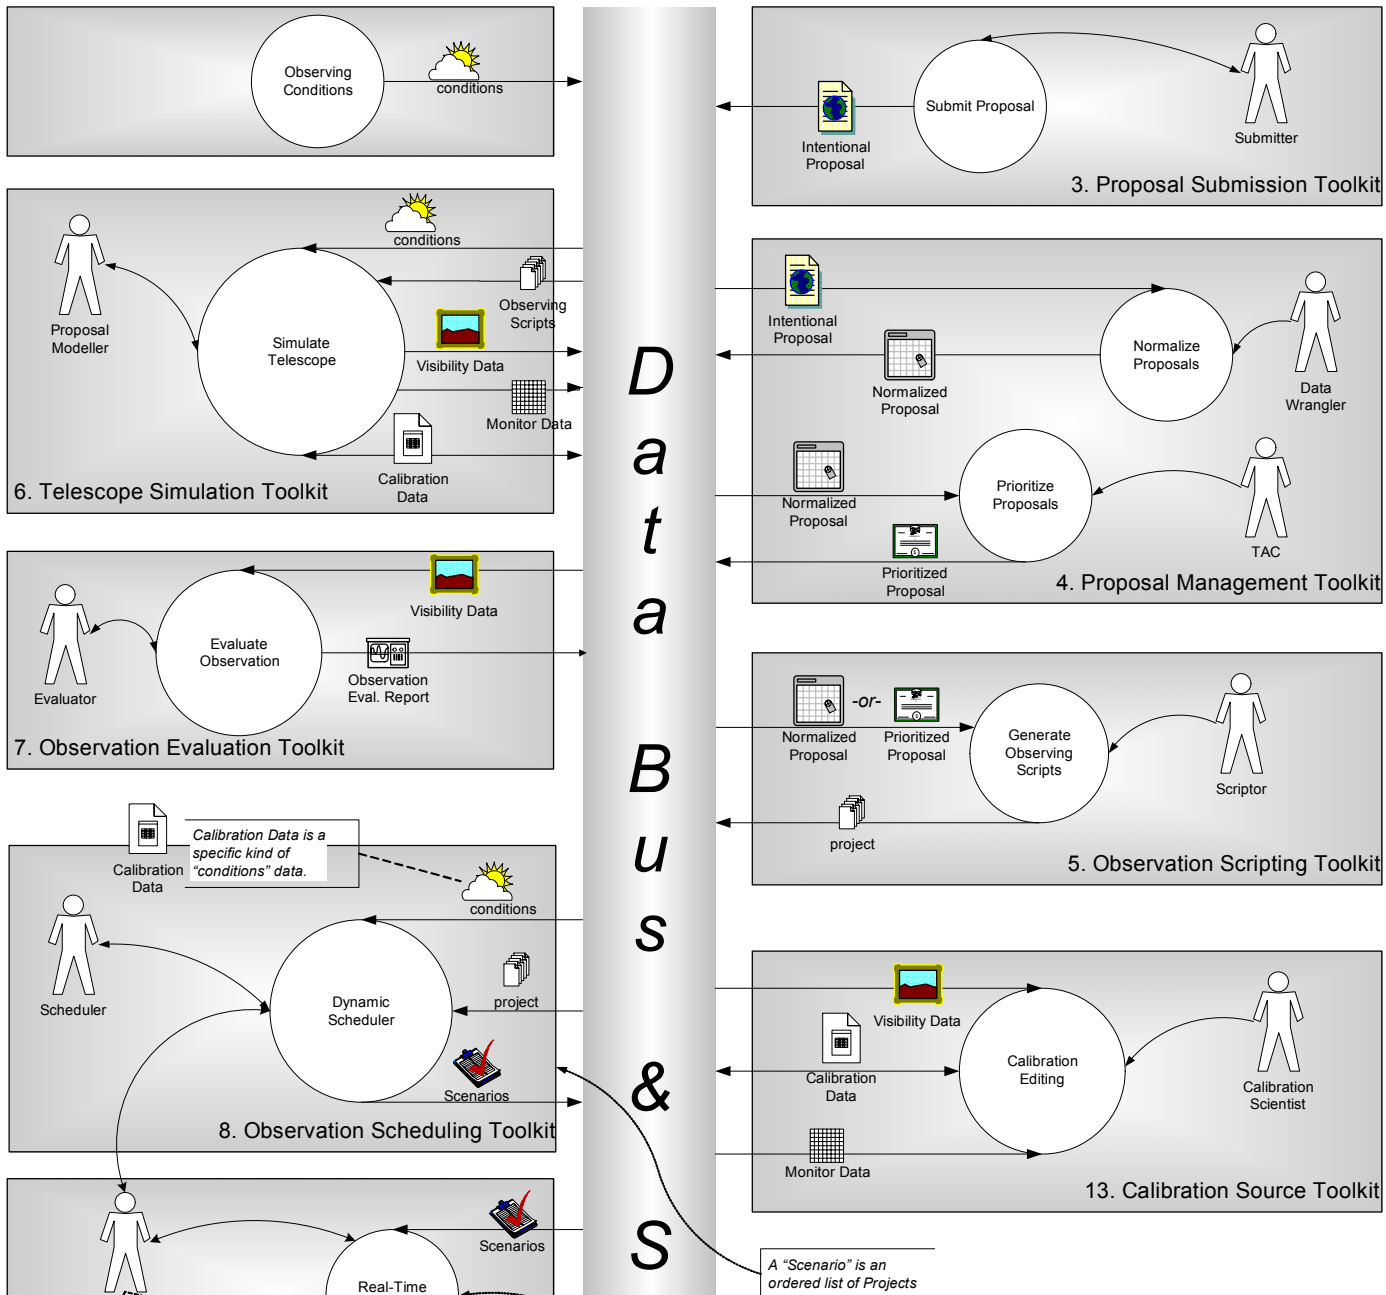 Observing
Conditions
conditions
Submit Proposal
Intentional
Proposal
Submitter
3. Proposal Submission Toolkit
conditions
Observing
Scripts
Proposal
Modeller
Simulate
Telescope
Visibility Data
Monitor Data
Calibration
Data
6. Telescope Simulation Toolkit
Intentional
Proposal
Normalize
Proposals
Normalized
Proposal
Data
Wrangler
Normalized
Proposal
Prioritize
Proposals
Prioritized
Proposal
TAC
4. Proposal Management Toolkit
Visibility Data
Evaluate
Observation
Evaluator
Observation
Eval. Report
7. Observation Evaluation Toolkit
-or-
Normalized
Proposal
Prioritized
Proposal
Generate
Observing
Scripts
Scriptor
project
5. Observation Scripting Toolkit
Calibration
Data
Calibration Data is a
specific kind of
“conditions” data.
conditions
Scheduler
project
Dynamic
Scheduler
Scenarios
8. Observation Scheduling Toolkit
Visibility Data
Calibration
Data
Calibration
Editing
Calibration
Scientist
Monitor Data
13. Calibration Source Toolkit
Scenarios
Real-Time
A “Scenario” is an
ordered list of Projects
D
a
t
a
B
u
s
&
S